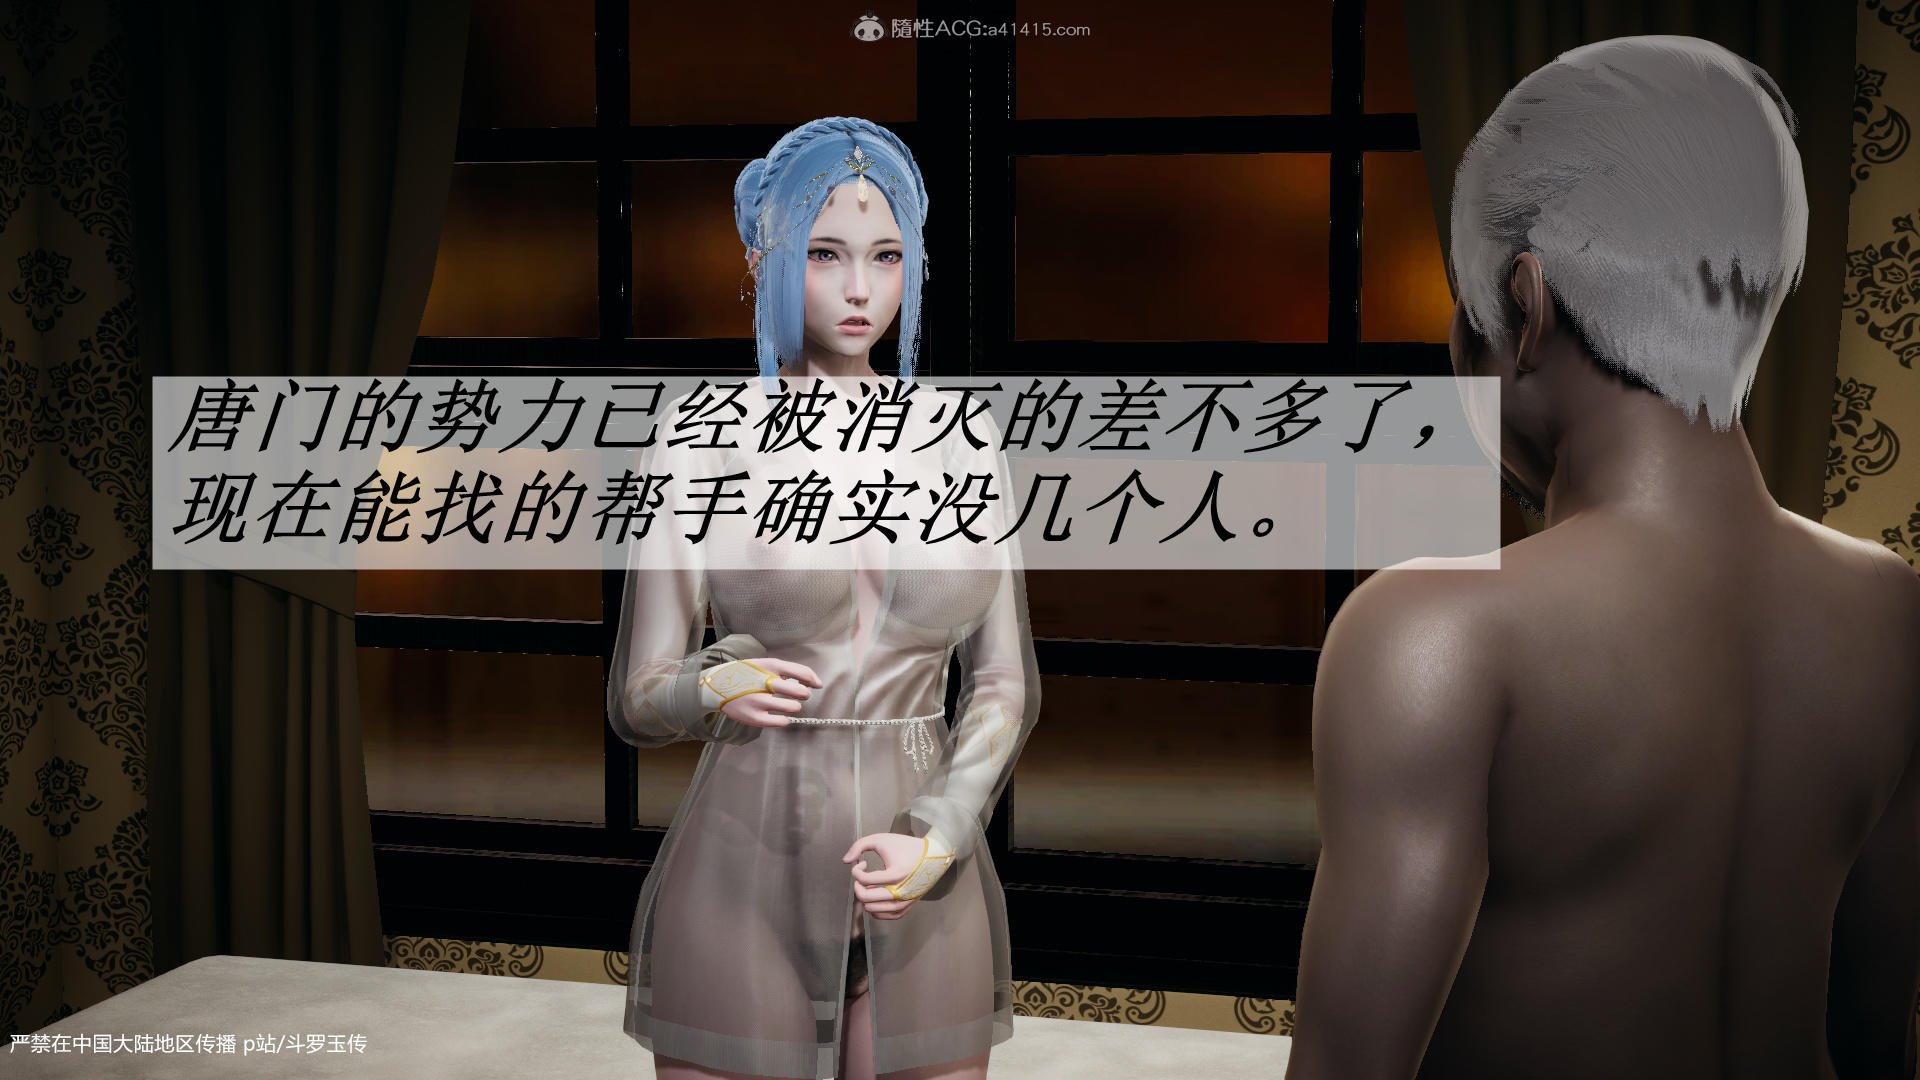 隨性ACG:a41415.com
唐门的势力已经被消灭的差不多了，
现在能找的帮手确实没几个人。
严禁在中国大陆地区传播 p站/斗罗玉传